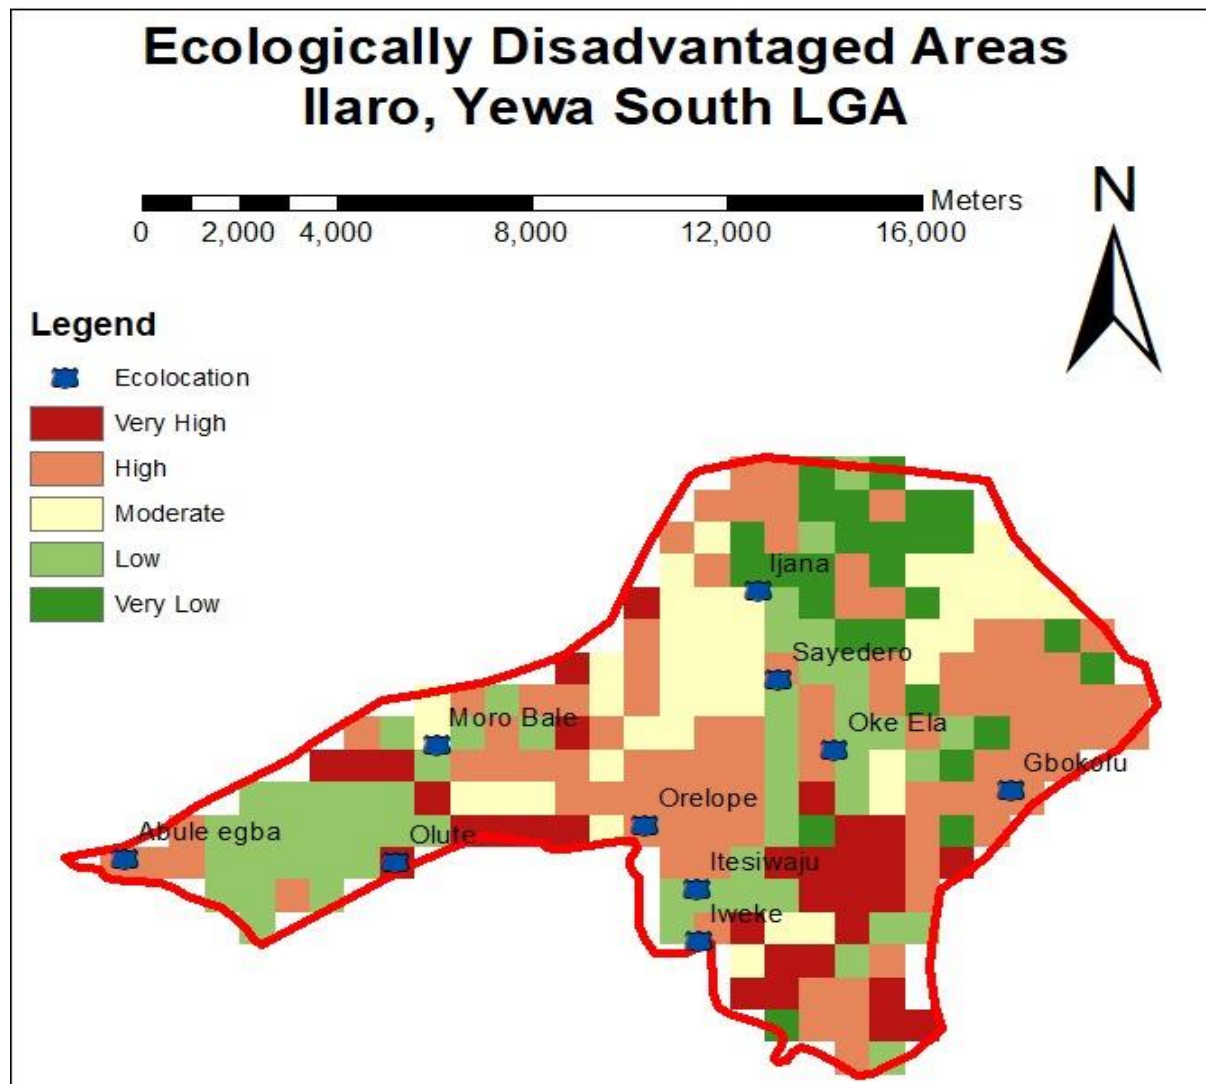 Ecologically Disadvantaged Areas
Ilaro, Yewa South LGA
Meters
0 2,000 4,000 8,000 12,000 16,000
N
Legend
Ecolocation
Very High
High
Moderate
Low
Very Low
Ijana
Sayedero
Moro Bale
Oke Ela
Gbokolu
Orelope
Abule egba
Olute
Itesiwaju
Iweke